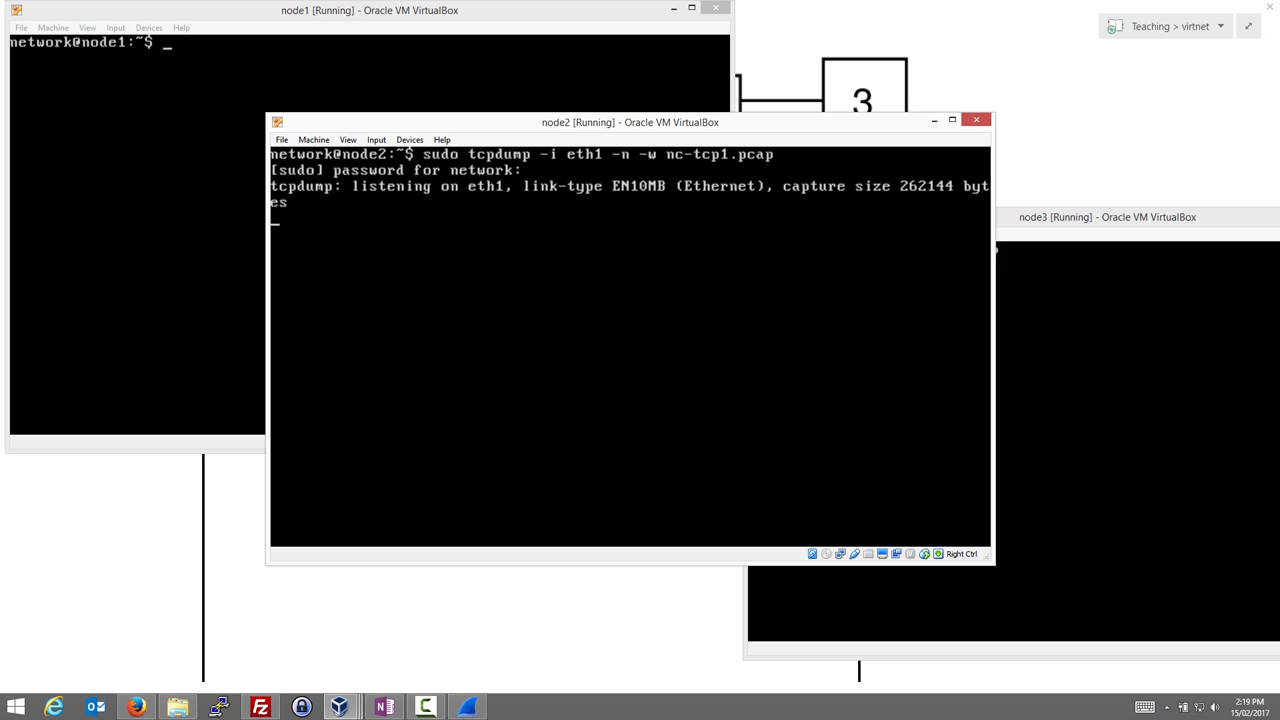 node1 [Running] - Oracle VM VirtualBox
File Machine View Input Devices Help
network@node1:~$ _
Teaching > virtnet
3
node2 [Running] - Oracle VM VirtualBox
File Machine View Input Devices Help
network@node2:~$ sudo tcpdump -i eth1 -n -w nc-tcp1.pcap
[sudo] password for network:
tcpdump: listening on eth1, link-type EN10MB (Ethernet), capture size 262144 byt
es
_
Right Ctrl
node3 [Running] - Oracle VM VirtualBox
2:19 PM
15/02/2017